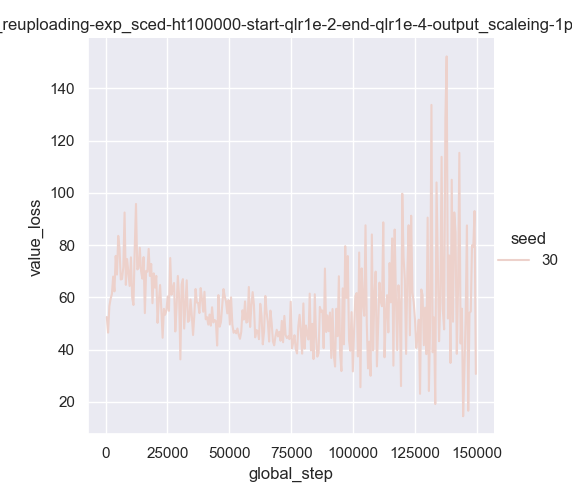 _reuploading-exp_sced-ht100000-start-qlr1e-2-end-qlr1e-4-output_scaleing-1p
140
120
100
80
60
40
20
value_loss
0 25000 50000 75000 100000 125000 150000
global_step
seed
30